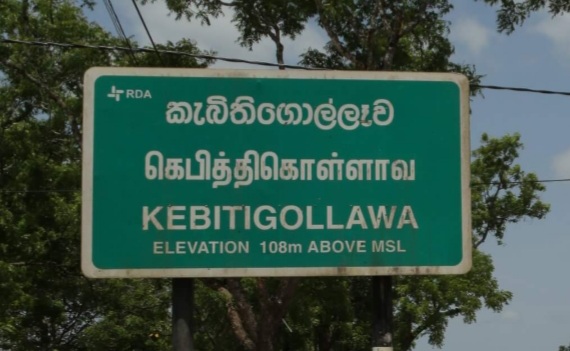 RDA
කැබිතිගොල්ලෑව
கெபித்திகொள்ளாவ
KEBITIGOLLAWA
ELEVATION 108m ABOVE MSL